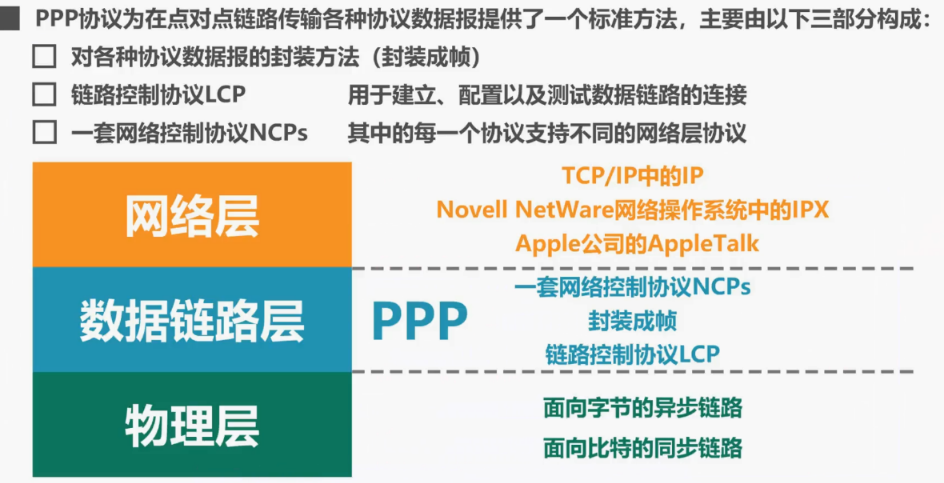 PPP协议为在点对点链路传输各种协议数据报提供了一个标准方法，主要由以下三部分构成：
对各种协议数据报的封装方法（封装成帧）
链路控制协议LCP 用于建立、配置以及测试数据链路的连接
一套网络控制协议NCPs 其中的每一个协议支持不同的网络层协议
网络层
TCP/IP中的IP
Novell NetWare网络操作系统中的IPX
Apple公司的AppleTalk
数据链路层
PPP
一套网络控制协议NCPs
封装成帧
链路控制协议LCP
物理层
面向字节的异步链路
面向比特的同步链路